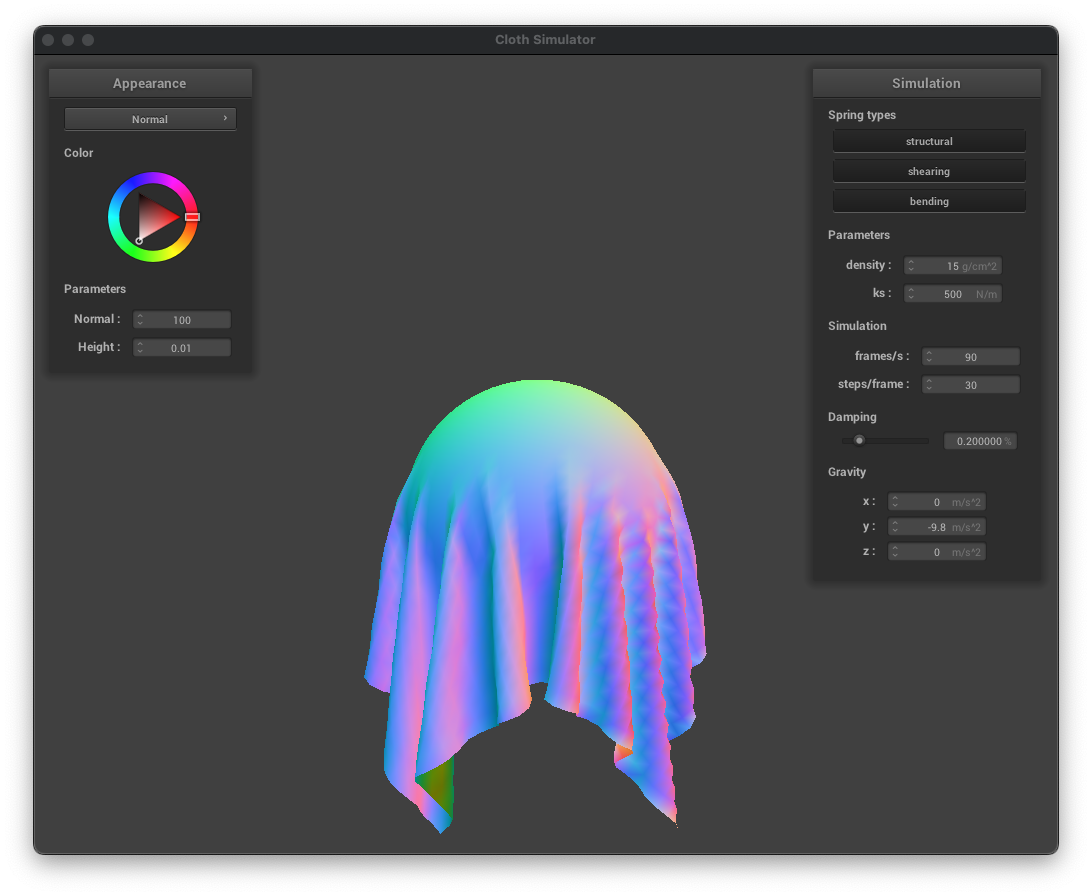 Cloth Simulator
Appearance
Normal ›
Color
Parameters
Normal : 100
Height : 0.01
Simulation
Spring types
structural
shearing
bending
Parameters
density : 15 g/cm^2
ks : 500 N/m
Simulation
frames/s : 90
steps/frame : 30
Damping
0.200000 %
Gravity
x : 0 m/s^2
y : -9.8 m/s^2
z : 0 m/s^2